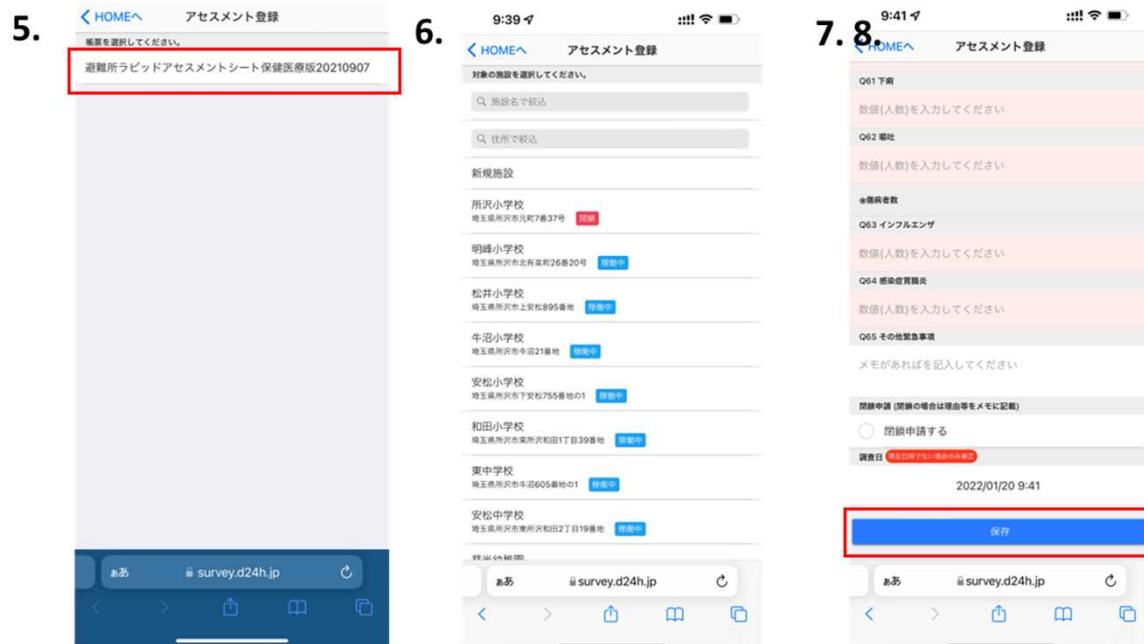 5.
HOMEへ
アセスメント登録
帳票を選択してください。
避難所ラピッドアセスメントシート保健医療版20210907
ぁあ
survey.d24h.jp
6.
9:39
HOMEへ
アセスメント登録
対象の施設を選択してください。
施設名で絞込
住所で絞込
新規施設
所沢小学校
埼玉県所沢市元町7番37号 閉鎖
明峰小学校
埼玉県所沢市北有楽町26番20号 稼働中
松井小学校
埼玉県所沢市上安松895番地 稼働中
牛沼小学校
埼玉県所沢市牛沼21番地 稼働中
安松小学校
埼玉県所沢市下安松755番地の1 稼働中
和田小学校
埼玉県所沢市東所沢和田1丁目39番地 稼働中
東中学校
埼玉県所沢市牛沼605番地の1 稼働中
安松中学校
埼玉県所沢市東所沢和田2丁目19番地 稼働中
ぁあ
survey.d24h.jp
7. 8.
9:41
HOMEへ
アセスメント登録
Q61 下痢
数値(人数)を入力してください
Q62 嘔吐
数値(人数)を入力してください
◎傷病者数
Q63 インフルエンザ
数値(人数)を入力してください
Q64 感染症胃腸炎
数値(人数)を入力してください
Q65 その他緊急事項
メモがあればを記入してください
閉鎖申請 (閉鎖の場合は理由等をメモに記載)
閉鎖申請する
調査日 現在日時でない場合のみ修正
2022/01/20 9:41
保存
ぁあ
survey.d24h.jp